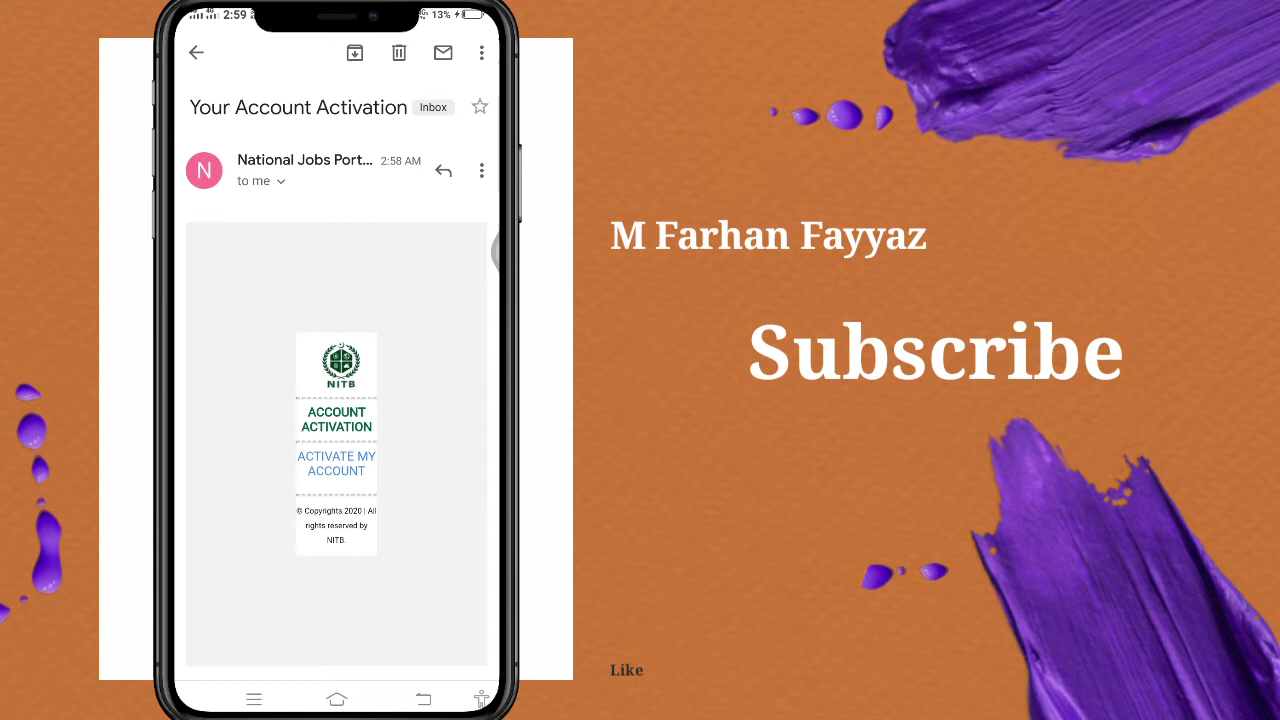 2:59
13%
Your Account Activation Inbox
N
National Jobs Port... 2:58 AM
to me
NITB
ACCOUNT
ACTIVATION
ACTIVATE MY
ACCOUNT
© Copyrights 2020 | All
rights reserved by
NITB.
M Farhan Fayyaz
Subscribe
Like